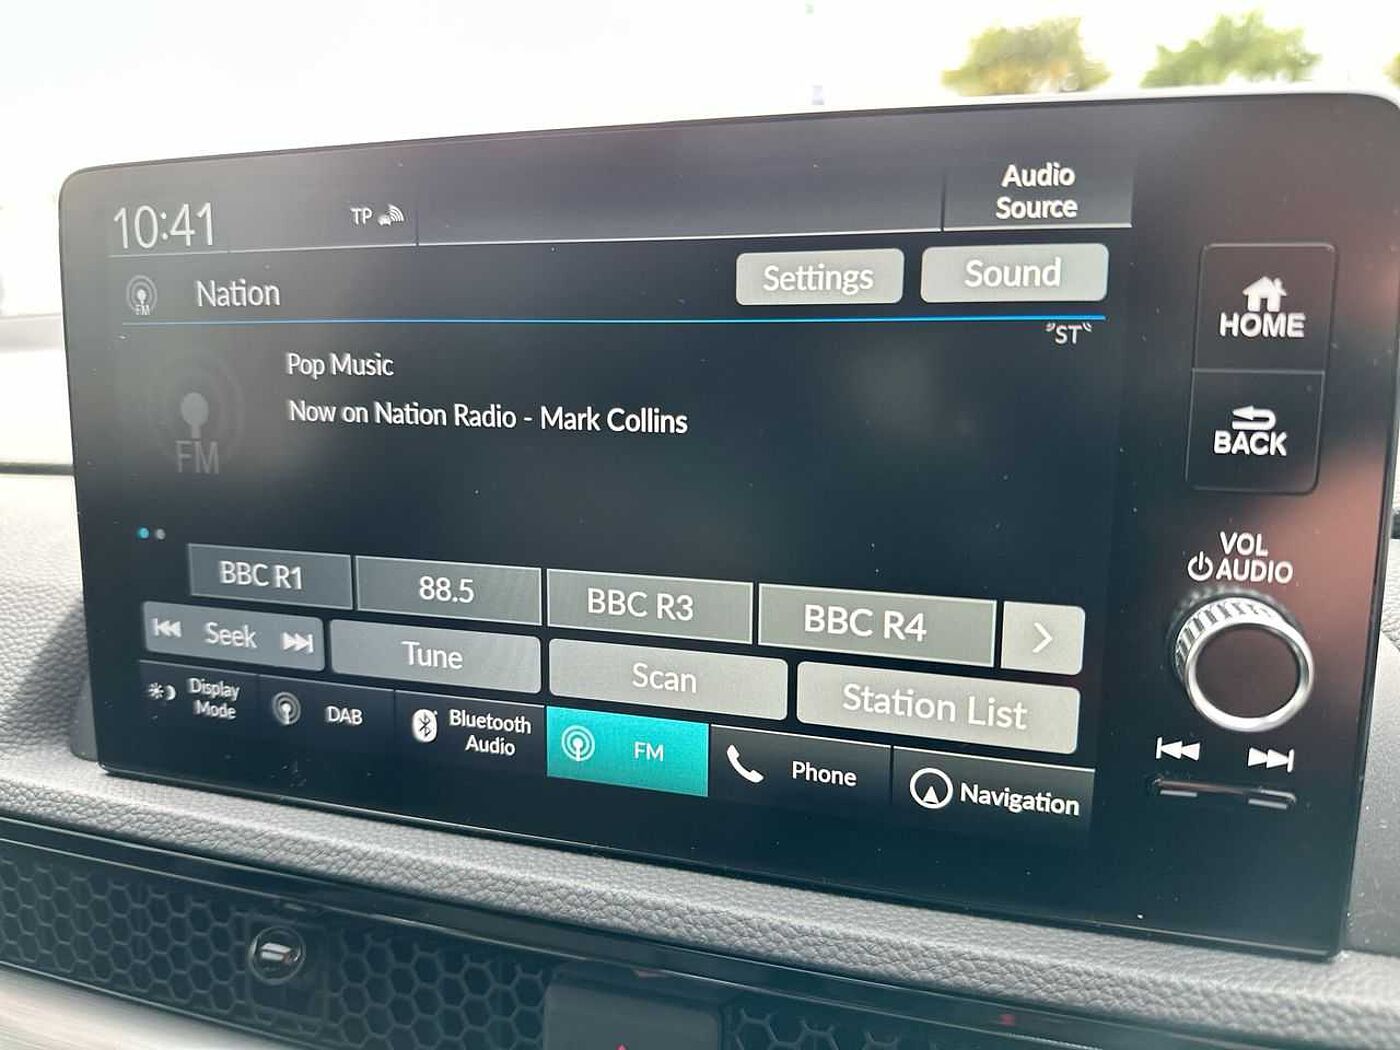 10:41
TP
Audio
Source
FM
Nation
Settings
Sound
"ST"
Pop Music
Now on Nation Radio - Mark Collins
FM
BBC R1
88.5
BBC R3
BBC R4
Seek
Tune
Scan
Station List
Display
Mode
DAB
Bluetooth
Audio
FM
Phone
Navigation
HOME
BACK
VOL
AUDIO